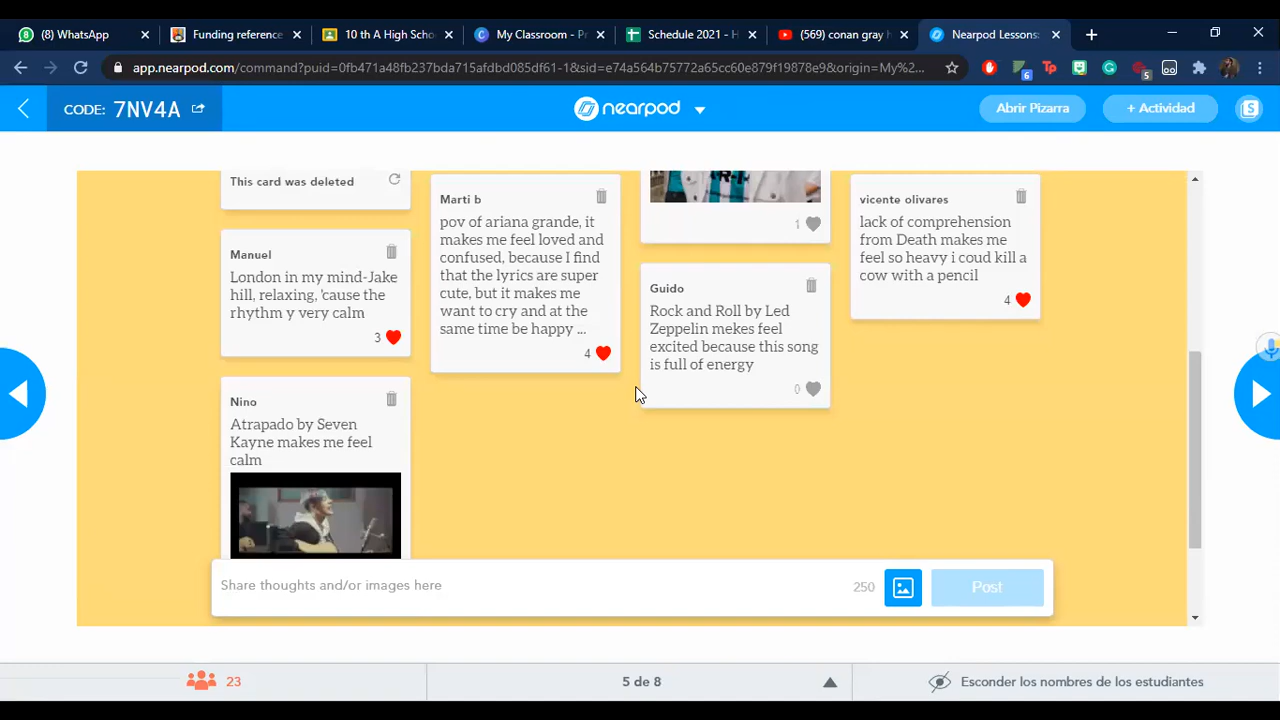 (8) WhatsApp
Funding reference
10 th A High Scho
My Classroom - Pr
Schedule 2021 - H
(569) conan gray h
Nearpod Lessons:
app.nearpod.com/command?puid=0fb471a48fb237bda715afdbd085df61-1&sid=e74a564b75772a65cc60e879f19878e9&origin=My%2...
CODE: 7NV4A
nearpod
Abrir Pizarra
+ Actividad
This card was deleted
Manuel
London in my mind-Jake
hill, relaxing, 'cause the
rhythm y very calm
3
Nino
Atrapado by Seven
Kayne makes me feel
calm
Marti b
pov of ariana grande, it
makes me feel loved and
confused, because I find
that the lyrics are super
cute, but it makes me
want to cry and at the
same time be happy ...
4
1
Guido
Rock and Roll by Led
Zeppelin mekes feel
excited because this song
is full of energy
0
vicente olivares
lack of comprehension
from Death makes me
feel so heavy i coud kill a
cow with a pencil
4
Share thoughts and/or images here
250
Post
23
5 de 8
Esconder los nombres de los estudiantes